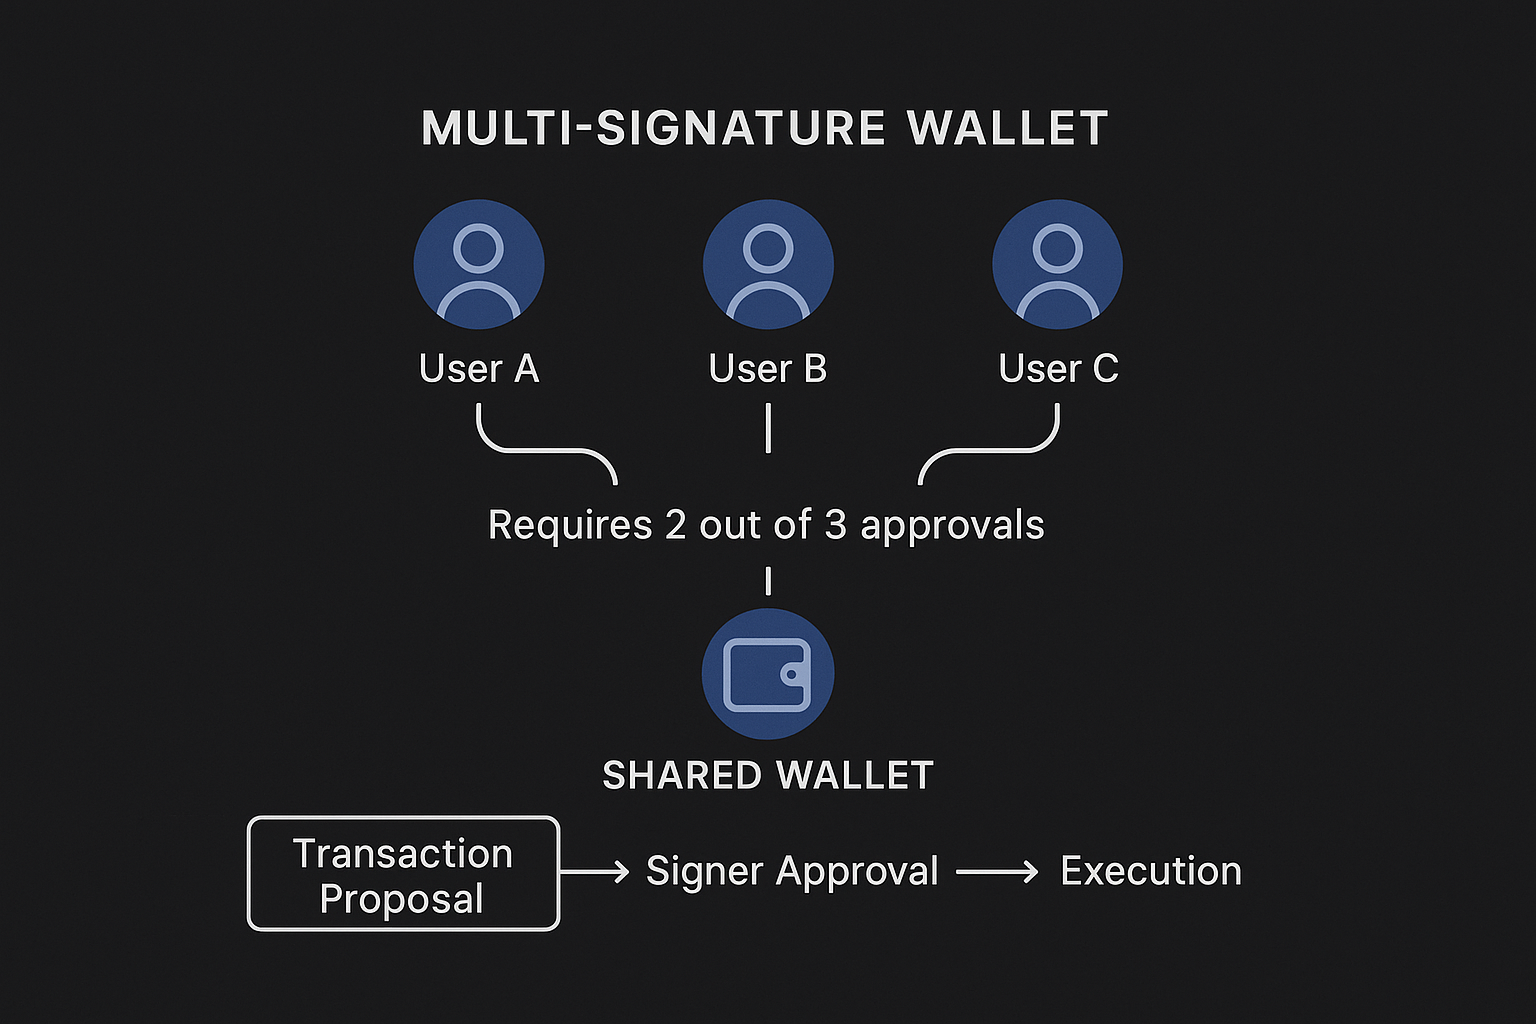 MULTI-SIGNATURE WALLET
User A
User B
User C
Requires 2 out of 3 approvals
SHARED WALLET
Transaction
Proposal
Signer Approval
Execution